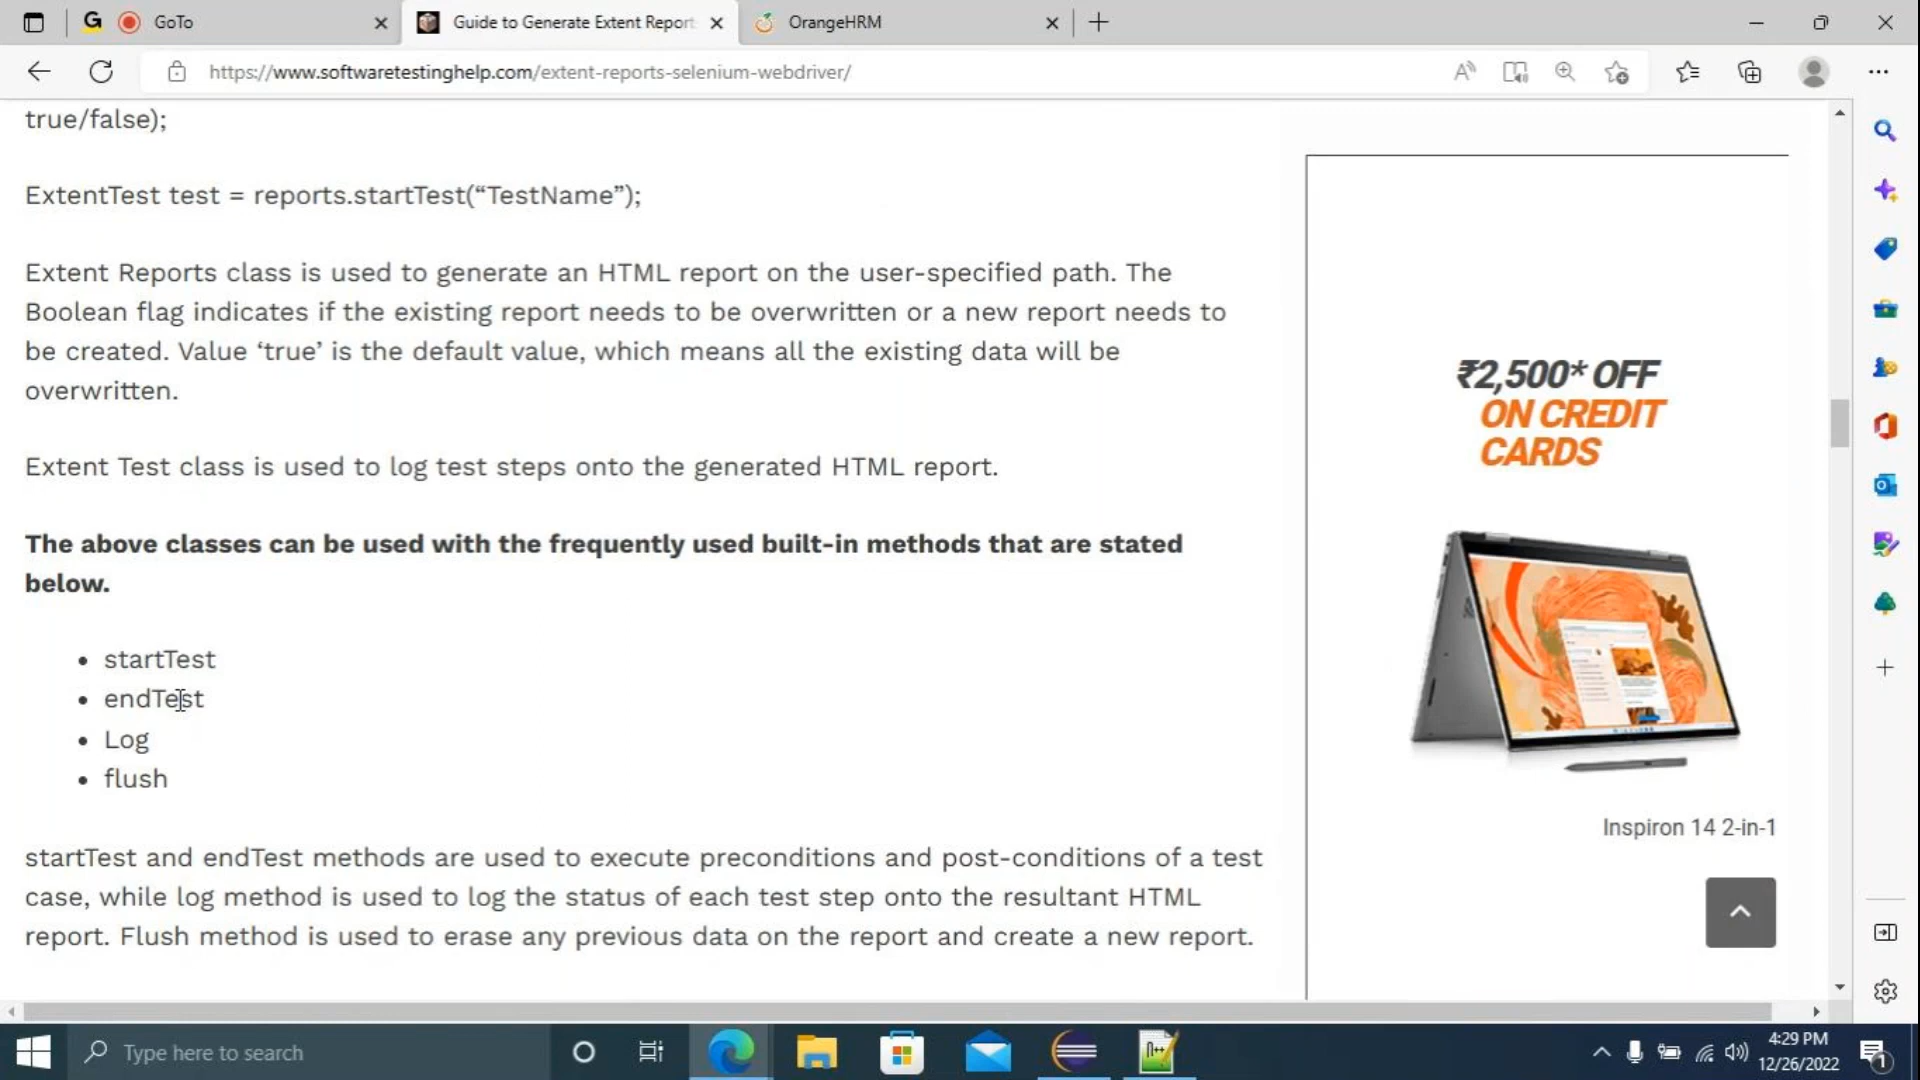 GoTo
Guide to Generate Extent Report
OrangeHRM
https://www.softwaretestinghelp.com/extent-reports-selenium-webdriver/
true/false);
ExtentTest test = reports.startTest(“TestName”);
Extent Reports class is used to generate an HTML report on the user-specified path. The
Boolean flag indicates if the existing report needs to be overwritten or a new report needs to
be created. Value ‘true’ is the default value, which means all the existing data will be
overwritten.
Extent Test class is used to log test steps onto the generated HTML report.
The above classes can be used with the frequently used built-in methods that are stated
below.
• startTest
• endTest
• Log
• flush
startTest and endTest methods are used to execute preconditions and post-conditions of a test
case, while log method is used to log the status of each test step onto the resultant HTML
report. Flush method is used to erase any previous data on the report and create a new report.
₹2,500* OFF
ON CREDIT
CARDS
Inspiron 14 2-in-1
Type here to search
4:29 PM
12/26/2022
1